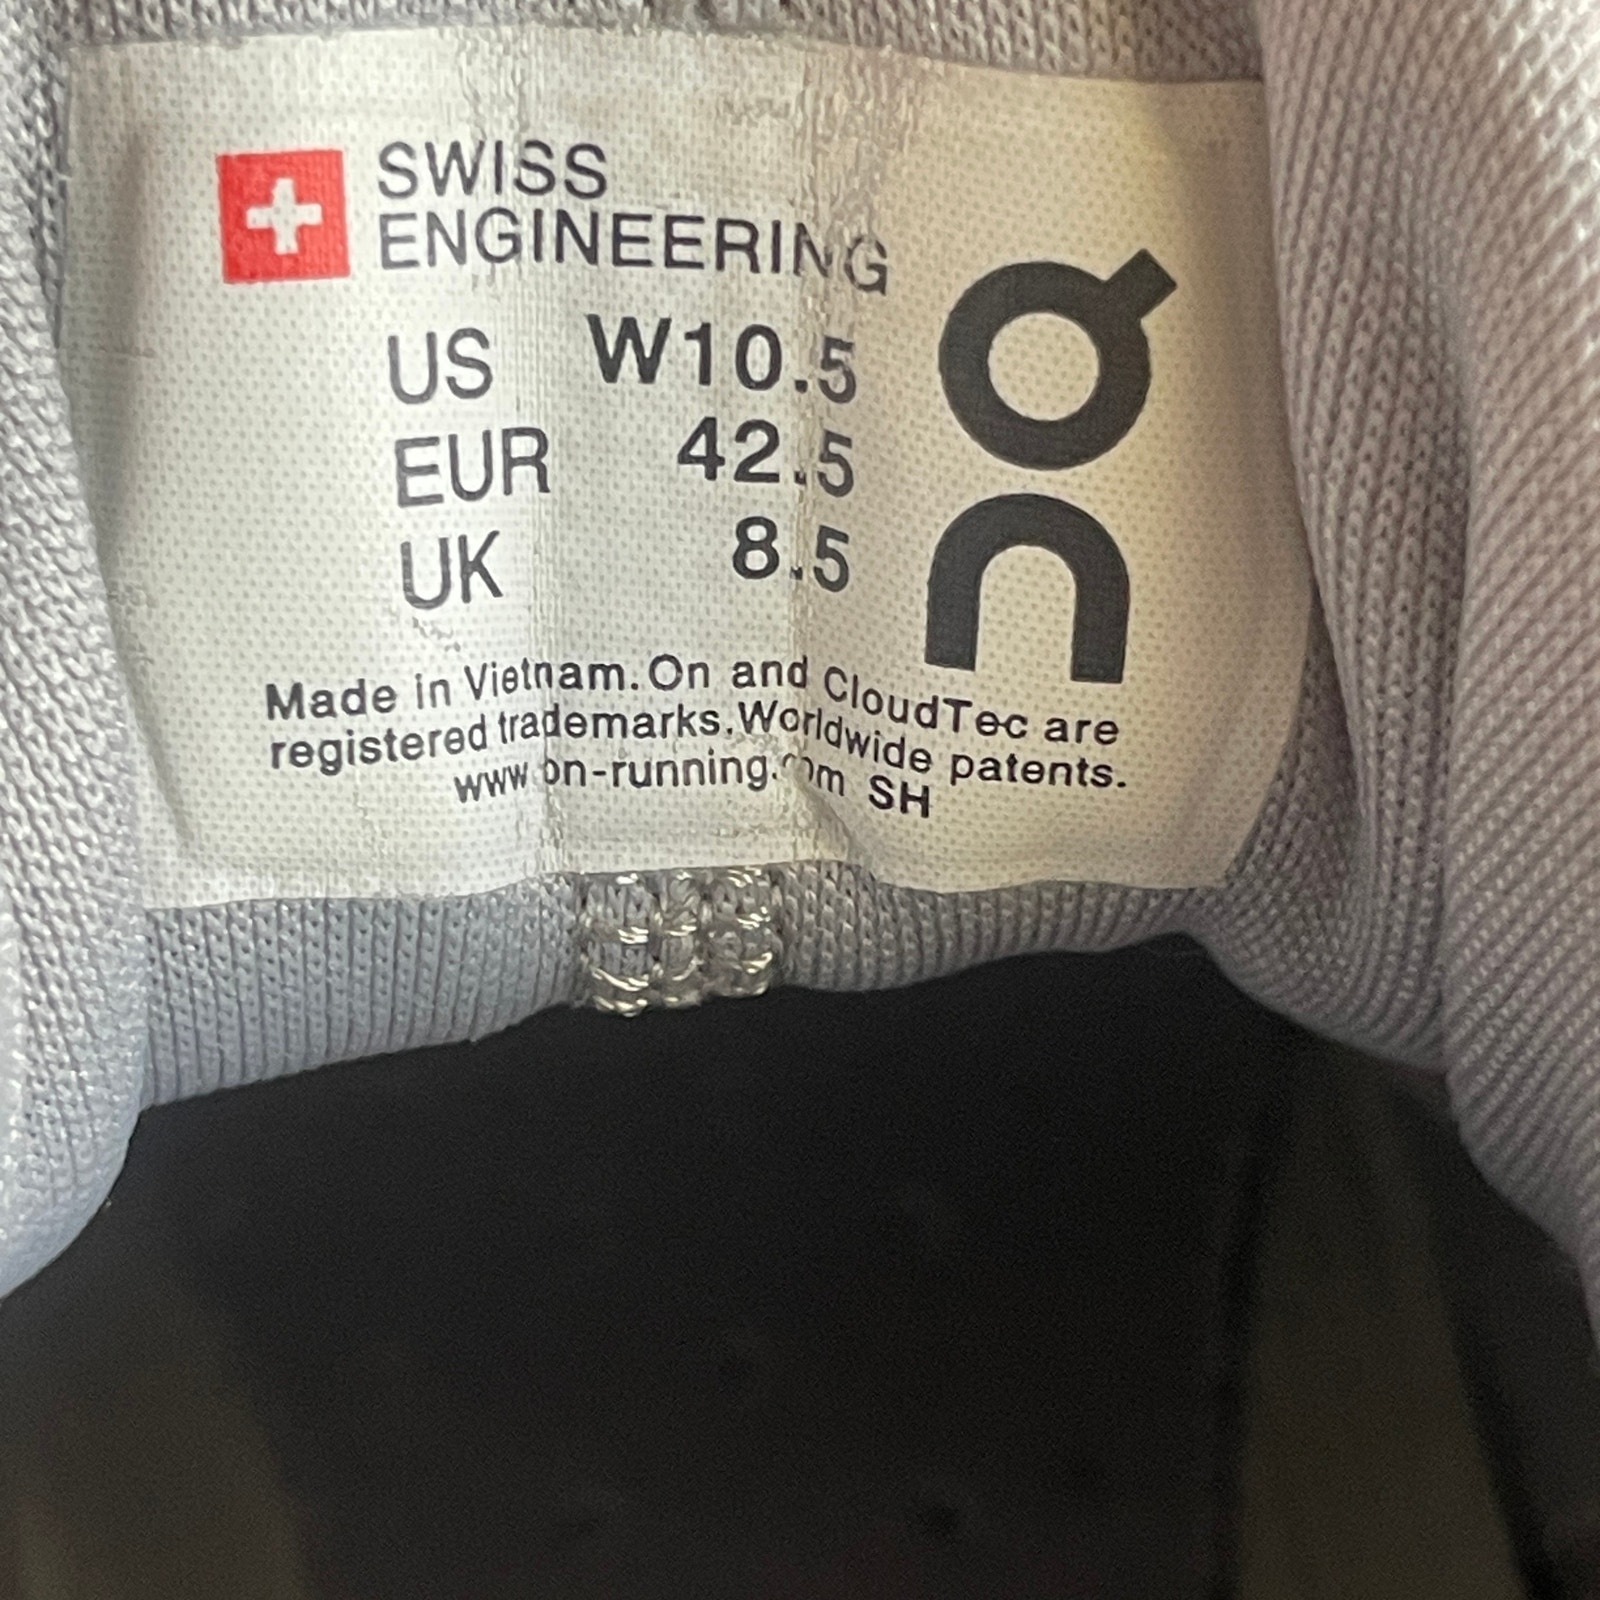 SWISS
ENGINEERING
US W10.5
EUR 42.5
UK 8.5
on
Made in Vietnam. On and CloudTec are
registered trademarks. Worldwide patents.
www.on-running.com SH